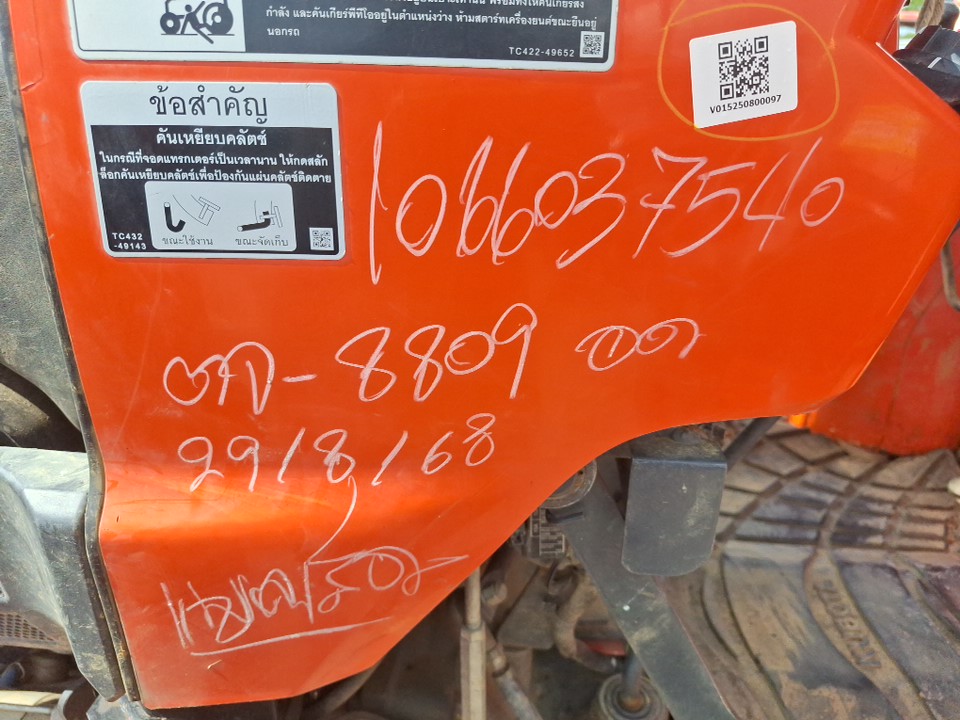 กำลัง และคันเกียร์พีทีโออยู่ในตำแหน่งว่าง ห้ามสตาร์ทเครื่องยนต์ขณะยืนอยู่
นอกรถ
TC422-49652
V015250800097
ข้อสำคัญ
คันเหยียบคลัตช์
ในกรณีที่จอดแทรกเตอร์เป็นเวลานาน ให้กดสลัก
ล็อกคันเหยียบคลัตช์เพื่อป้องกันแผ่นคลัตช์ติดตาย
TC432
-49143
ขณะใช้งาน
ขณะจัดเก็บ
1066037540
ตค-8809 อด
29/8/68